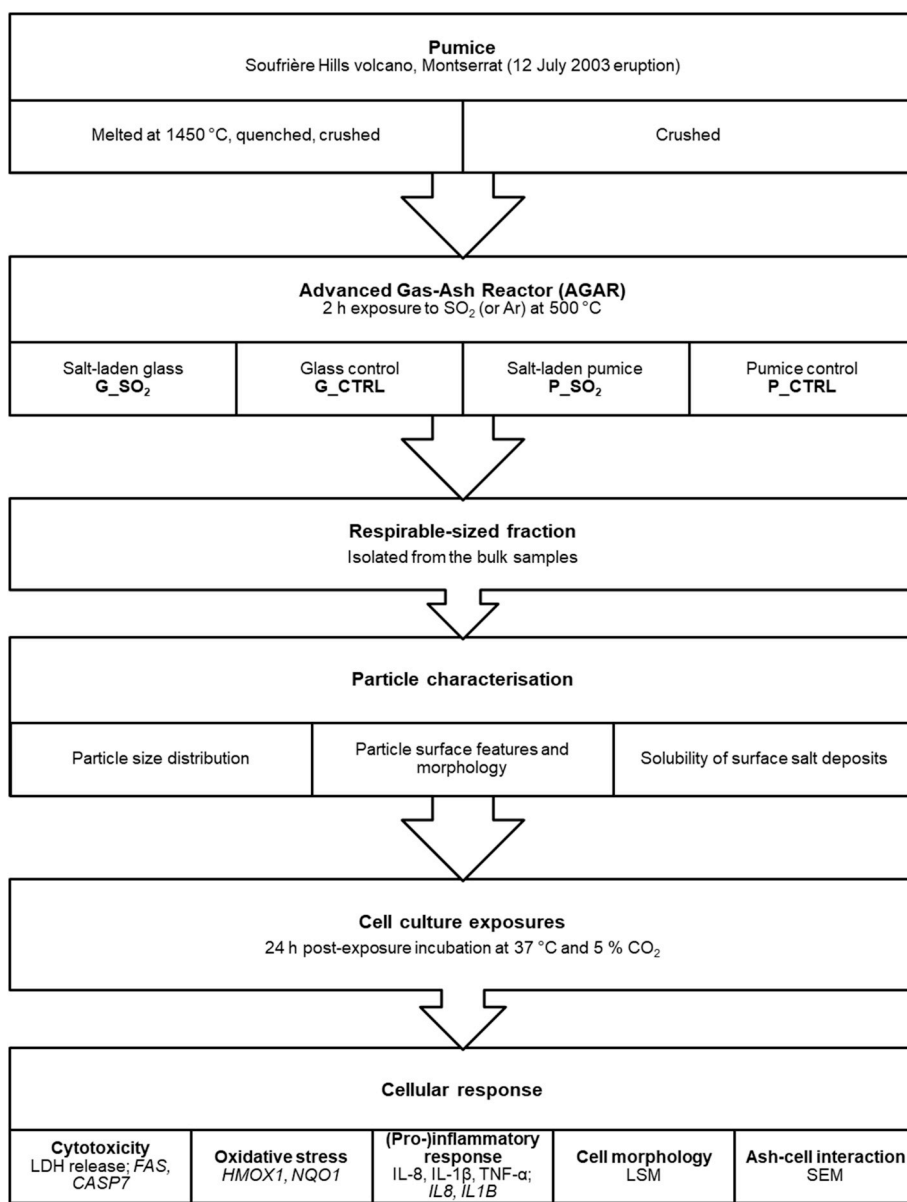 Pumice
Soufrière Hills volcano, Montserrat (12 July 2003 eruption)
Melted at 1450 °C, quenched, crushed
Crushed
Advanced Gas-Ash Reactor (AGAR)
2 h exposure to SO₂ (or Ar) at 500 °C
Salt-laden glass
G_SO₂
Glass control
G_CTRL
Salt-laden pumice
P_SO₂
Pumice control
P_CTRL
Respirable-sized fraction
Isolated from the bulk samples
Particle characterisation
Particle size distribution
Particle surface features and
morphology
Solubility of surface salt deposits
Cell culture exposures
24 h post-exposure incubation at 37 °C and 5 % CO₂
Cellular response
Cytotoxicity
LDH release; FAS,
CASP7
Oxidative stress
HMOX1, NQO1
(Pro-)inflammatory
response
IL-8, IL-1β, TNF-α;
IL8, IL1B
Cell morphology
LSM
Ash-cell interaction
SEM